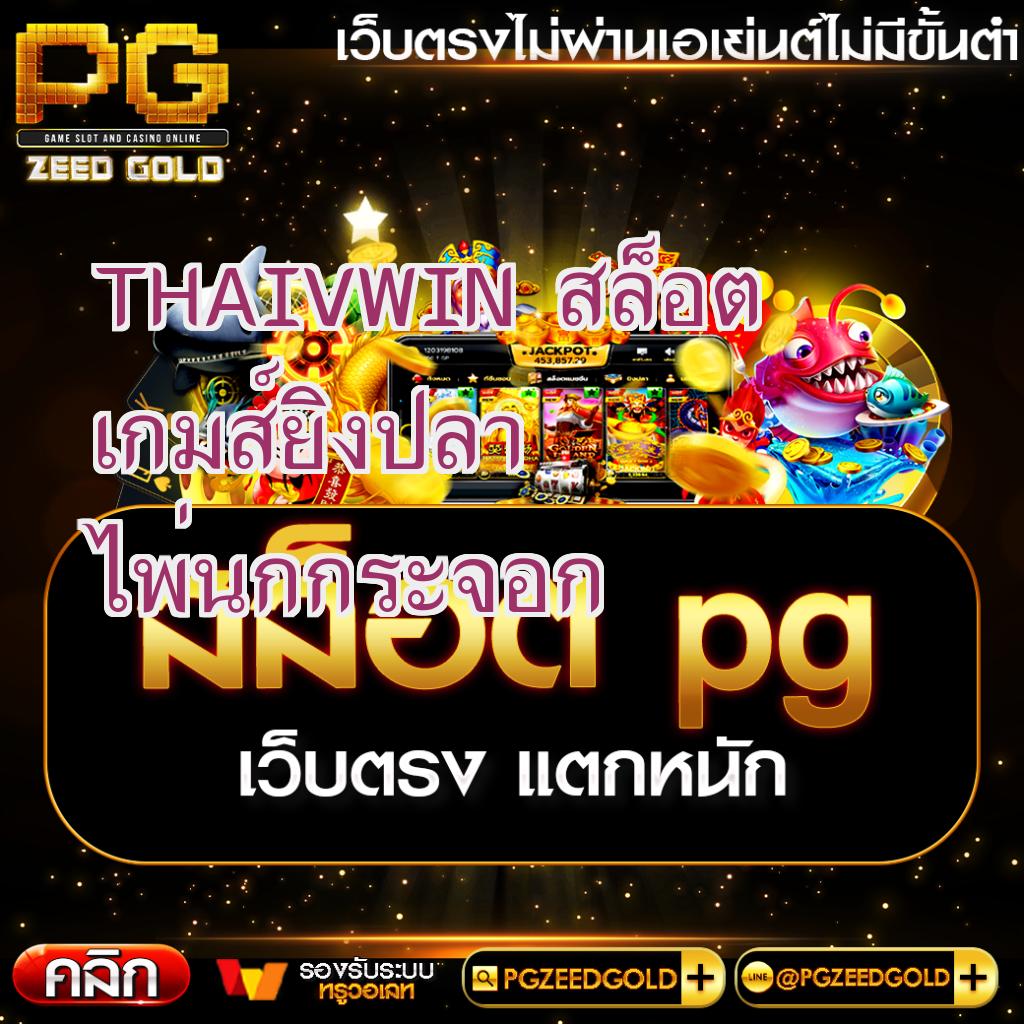 เว็บตรงไม่ผ่านเอเย่นต์ไม่มีขั้นต่ำ
PG
GAME SLOT AND CASINO ONLINE
ZEED GOLD
THAIVWIN สล็อต
1203198108
JACKPOT
453,857.29
เกมส์ยิงปลา
ไพ่นกกระจอก
สล็อต pg
เว็บตรง แตกหนัก
คลิก
รองรับระบบ
ทรูวอเลท
PGZEEDGOLD +
LINE @PGZEEDGOLD +